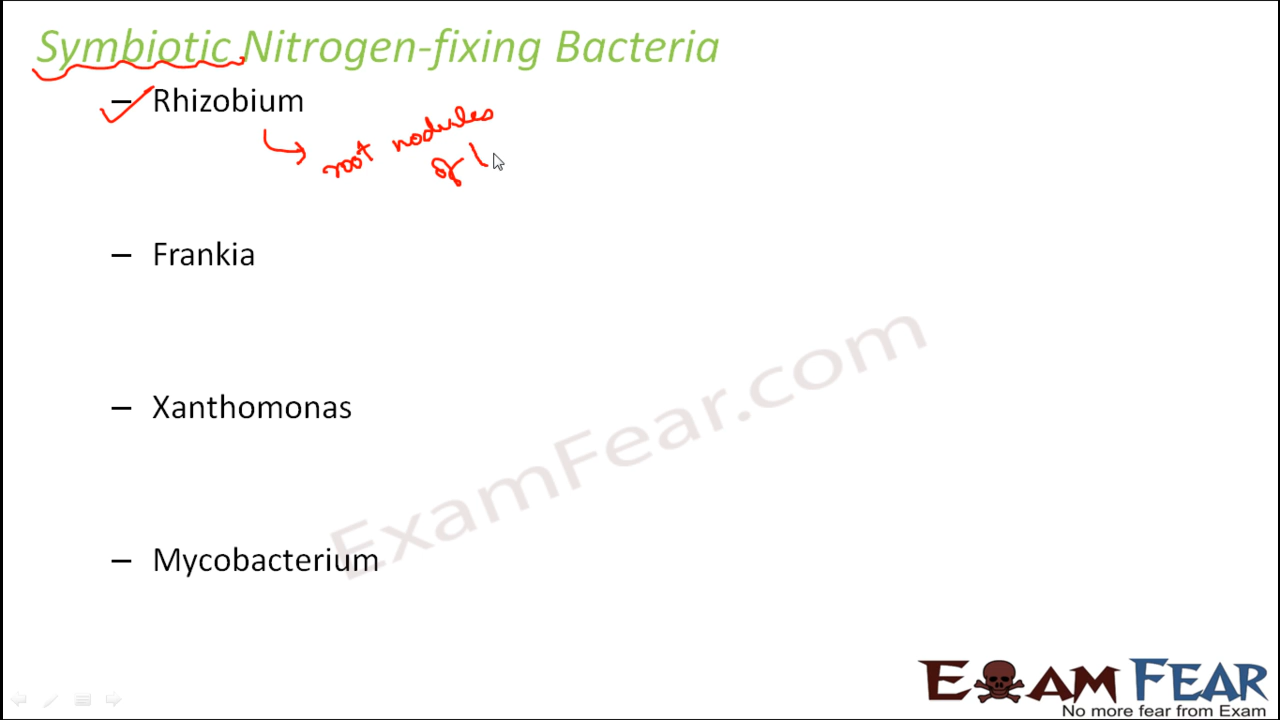 Symbiotic Nitrogen-fixing Bacteria
– Rhizobium
root nodules
of l
– Frankia
– Xanthomonas
– Mycobacterium
ExamFear.com
EXAM FEAR
No more fear from Exam